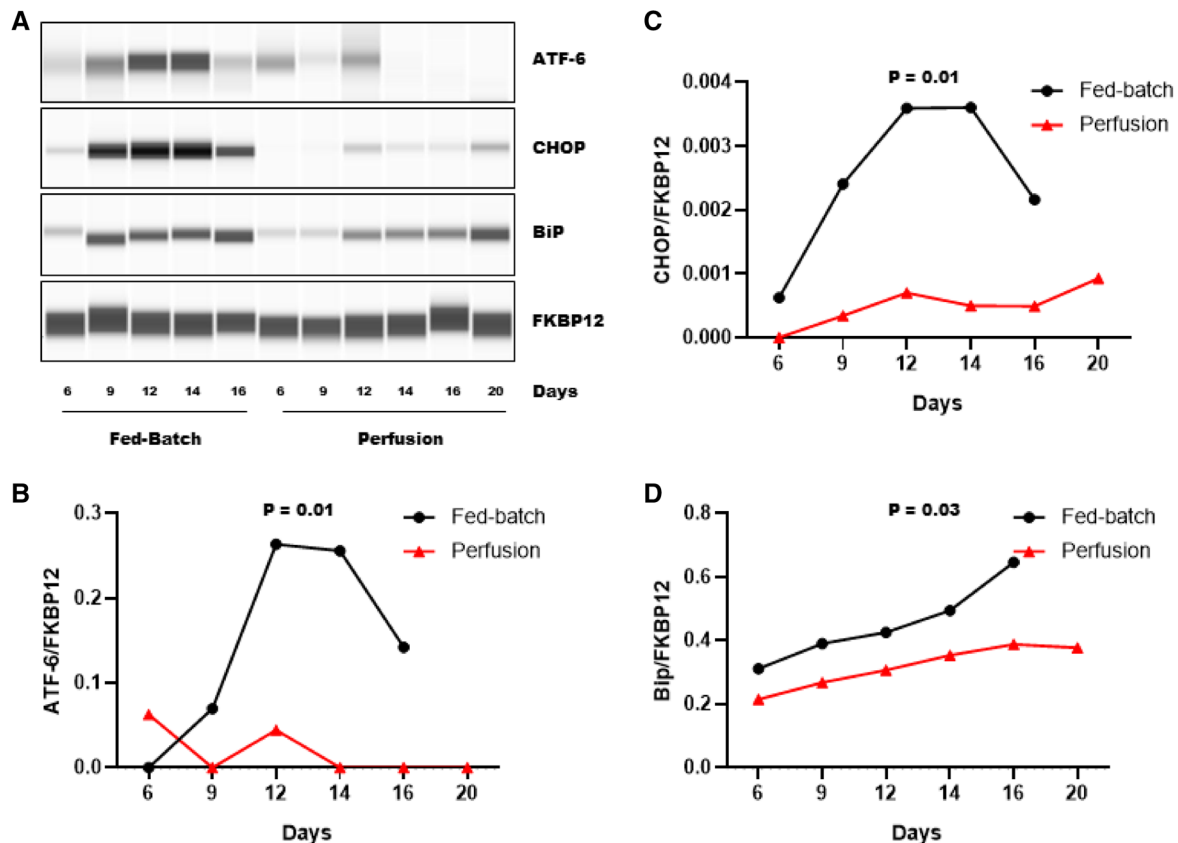 A
ATF-6
CHOP
BiP
FKBP12
6 9 12 14 16 6 9 12 14 16 20 Days
Fed-Batch Perfusion
B
P = 0.01
Fed-batch
Perfusion
ATF-6/FKBP12
0.3
0.2
0.1
0.0
6 9 12 14 16 20
Days
C
P = 0.01
Fed-batch
Perfusion
CHOP/FKBP12
0.004
0.003
0.002
0.001
0.000
6 9 12 14 16 20
Days
D
P = 0.03
Fed-batch
Perfusion
Bip/FKBP12
0.8
0.6
0.4
0.2
0.0
6 9 12 14 16 20
Days